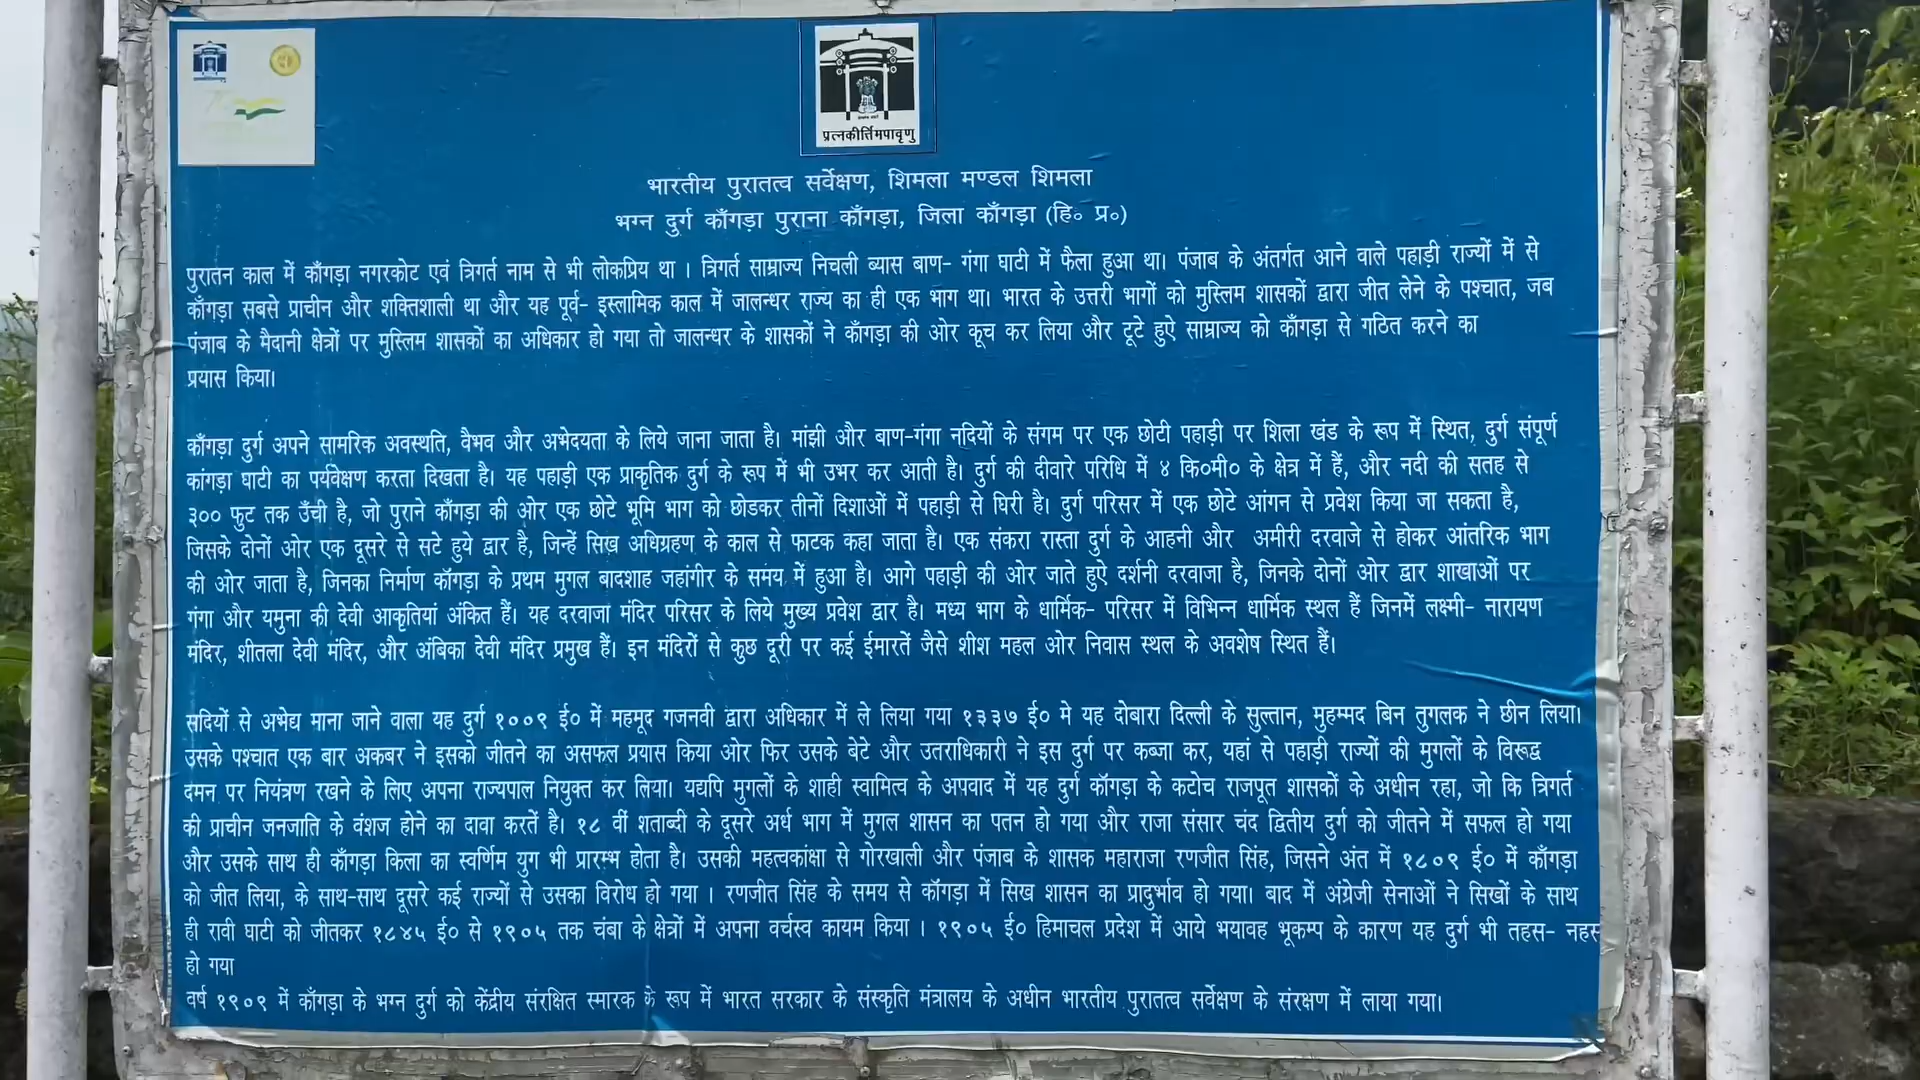 प्रत्नकीर्तिमपावृणु
भारतीय पुरातत्व सर्वेक्षण, शिमला मण्डल शिमला
भग्न दुर्ग काँगड़ा पुराना काँगड़ा, जिला काँगड़ा (हि० प्र०)
पुरातन काल में काँगड़ा नगरकोट एवं त्रिगर्त नाम से भी लोकप्रिय था । त्रिगर्त साम्राज्य निचली ब्यास बाण- गंगा घाटी में फैला हुआ था। पंजाब के अंतर्गत आने वाले पहाड़ी राज्यों में से
काँगड़ा सबसे प्राचीन और शक्तिशाली था और यह पूर्व- इस्लामिक काल में जालन्धर राज्य का ही एक भाग था। भारत के उत्तरी भागों को मुस्लिम शासकों द्वारा जीत लेने के पश्चात, जब
पंजाब के मैदानी क्षेत्रों पर मुस्लिम शासकों का अधिकार हो गया तो जालन्धर के शासकों ने काँगड़ा की ओर कूच कर लिया और टूटे हुऐ साम्राज्य को काँगड़ा से गठित करने का
प्रयास किया।
काँगड़ा दुर्ग अपने सामरिक अवस्थति, वैभव और अभेदयता के लिये जाना जाता है। मांझी और बाण-गंगा नदियों के संगम पर एक छोटी पहाड़ी पर शिला खंड के रूप में स्थित, दुर्ग संपूर्ण
कांगड़ा घाटी का पर्यवेक्षण करता दिखता है। यह पहाड़ी एक प्राकृतिक दुर्ग के रूप में भी उभर कर आती है। दुर्ग की दीवारे परिधि में ४ कि०मी० के क्षेत्र में हैं, और नदी की सतह से
३०० फुट तक उँची है, जो पुराने काँगड़ा की ओर एक छोटे भूमि भाग को छोडकर तीनों दिशाओं में पहाड़ी से घिरी है। दुर्ग परिसर में एक छोटे आंगन से प्रवेश किया जा सकता है,
जिसके दोनों ओर एक दूसरे से सटे हुये द्वार है, जिन्हें सिख अधिग्रहण के काल से फाटक कहा जाता है। एक संकरा रास्ता दुर्ग के आहनी और अमीरी दरवाजे से होकर आंतरिक भाग
की ओर जाता है, जिनका निर्माण कॉंगड़ा के प्रथम मुगल बादशाह जहांगीर के समय में हुआ है। आगे पहाड़ी की ओर जाते हुऐ दर्शनी दरवाजा है, जिनके दोनों ओर द्वार शाखाओं पर
गंगा और यमुना की देवी आकृतियां अंकित हैं। यह दरवाजा मंदिर परिसर के लिये मुख्य प्रवेश द्वार है। मध्य भाग के धार्मिक- परिसर में विभिन्न धार्मिक स्थल हैं जिनमें लक्ष्मी- नारायण
मंदिर, शीतला देवी मंदिर, और अंबिका देवी मंदिर प्रमुख हैं। इन मंदिरों से कुछ दूरी पर कई ईमारतें जैसे शीश महल ओर निवास स्थल के अवशेष स्थित हैं।
सदियों से अभेद्य माना जाने वाला यह दुर्ग १००९ ई० में महमूद गजनवी द्वारा अधिकार में ले लिया गया १३३७ ई० मे यह दोबारा दिल्ली के सुल्तान, मुहम्मद बिन तुगलक ने छीन लिया।
उसके पश्चात एक बार अकबर ने इसको जीतने का असफल प्रयास किया ओर फिर उसके बेटे और उतराधिकारी ने इस दुर्ग पर कब्जा कर, यहां से पहाड़ी राज्यों की मुगलों के विरूद्व
दमन पर नियंत्रण रखने के लिए अपना राज्यपाल नियुक्त कर लिया। यद्यपि मुगलों के शाही स्वामित्व के अपवाद में यह दुर्ग कॉंगड़ा के कटोच राजपूत शासकों के अधीन रहा, जो कि त्रिगर्त
की प्राचीन जनजाति के वंशज होने का दावा करतें है। १८ वीं शताब्दी के दूसरे अर्ध भाग में मुगल शासन का पतन हो गया और राजा संसार चंद द्वितीय दुर्ग को जीतने में सफल हो गया
और उसके साथ ही काँगड़ा किला का स्वर्णिम युग भी प्रारम्भ होता है। उसकी महत्वकांक्षा से गोरखाली और पंजाब के शासक महाराजा रणजीत सिंह, जिसने अंत में १८०९ ई० में काँगड़ा
को जीत लिया, के साथ-साथ दूसरे कई राज्यों से उसका विरोध हो गया । रणजीत सिंह के समय से कॉंगड़ा में सिख शासन का प्रादुर्भाव हो गया। बाद में अंग्रेजी सेनाओं ने सिखों के साथ
ही रावी घाटी को जीतकर १८४५ ई० से १९०५ तक चंबा के क्षेत्रों में अपना वर्चस्व कायम किया । १९०५ ई० हिमाचल प्रदेश में आये भयावह भूकम्प के कारण यह दुर्ग भी तहस- नहस
हो गया
वर्ष १९०९ में काँगड़ा के भग्न दुर्ग को केंद्रीय संरक्षित स्मारक के रूप में भारत सरकार के संस्कृति मंत्रालय के अधीन भारतीय पुरातत्व सर्वेक्षण के संरक्षण में लाया गया।